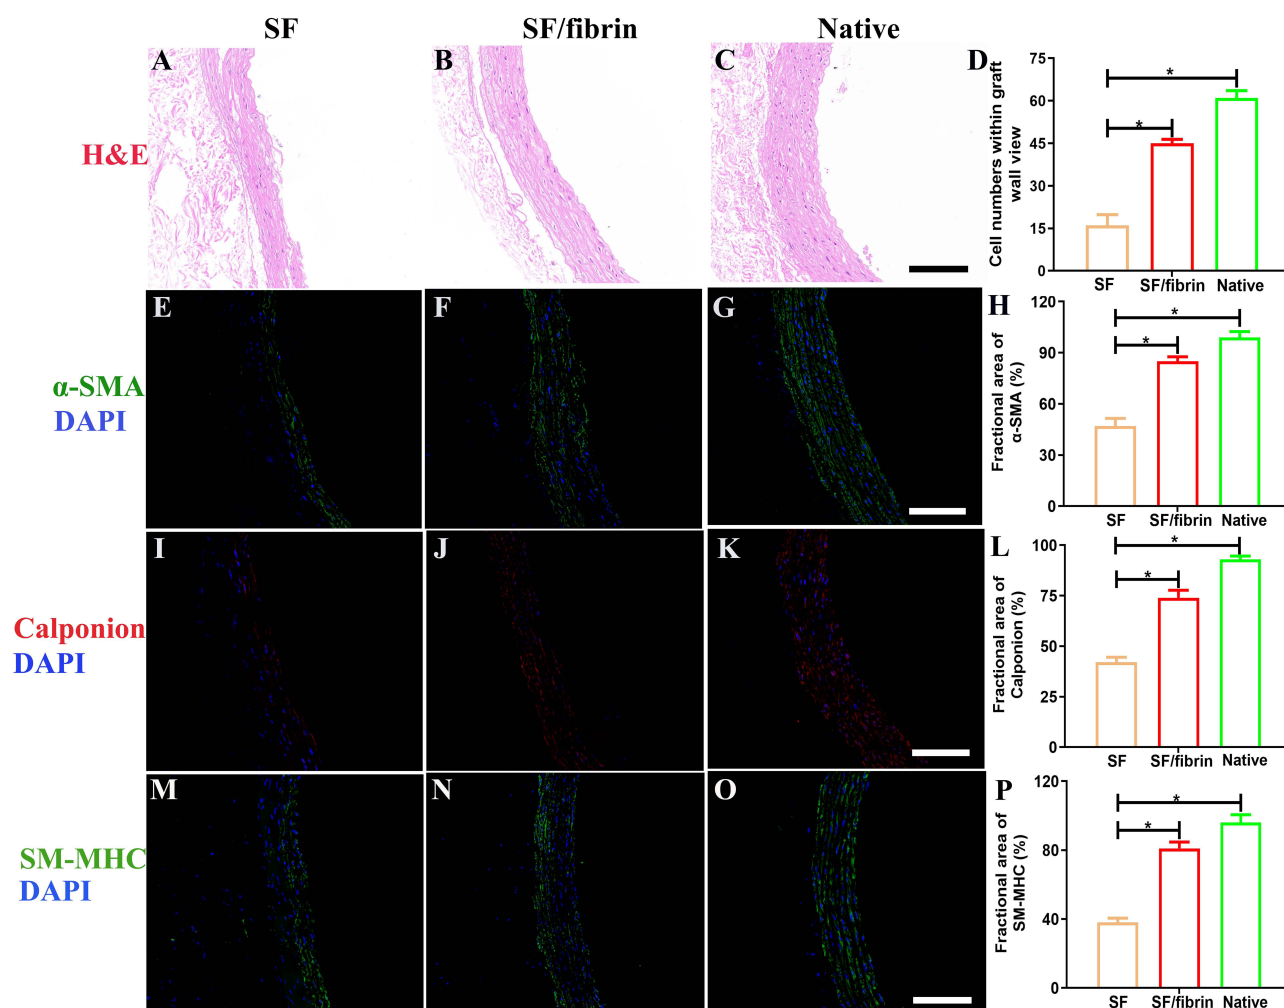 SF
SF/fibrin
Native
H&E
A
B
C
D
Cell numbers within graft
wall view
75
60
45
30
15
0
*
*
SF
SF/fibrin
Native
α-SMA
DAPI
E
F
G
H
Fractional area of
α-SMA (%)
120
90
60
30
0
*
*
SF
SF/fibrin
Native
Calponion
DAPI
I
J
K
L
Fractional area of
Calponion (%)
100
75
50
25
0
*
*
SF
SF/fibrin
Native
SM-MHC
DAPI
M
N
O
P
Fractional area of
SM-MHC (%)
120
80
40
0
*
*
SF
SF/fibrin
Native